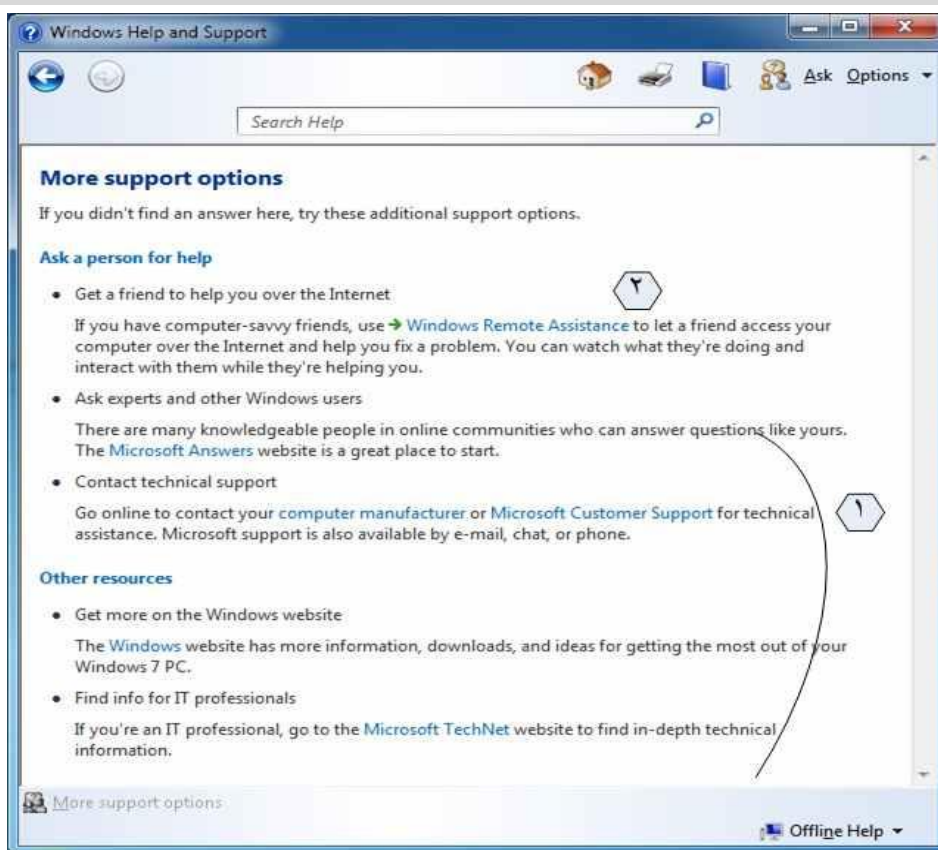 Windows Help and Support
Ask Options
Search Help
More support options
If you didn't find an answer here, try these additional support options.
Ask a person for help
• Get a friend to help you over the Internet
۲
If you have computer-savvy friends, use Windows Remote Assistance to let a friend access your
computer over the Internet and help you fix a problem. You can watch what they're doing and
interact with them while they're helping you.
• Ask experts and other Windows users
There are many knowledgeable people in online communities who can answer questions like yours.
The Microsoft Answers website is a great place to start.
• Contact technical support
Go online to contact your computer manufacturer or Microsoft Customer Support for technical
assistance. Microsoft support is also available by e-mail, chat, or phone.
۱
Other resources
• Get more on the Windows website
The Windows website has more information, downloads, and ideas for getting the most out of your
Windows 7 PC.
• Find info for IT professionals
If you're an IT professional, go to the Microsoft TechNet website to find in-depth technical
information.
More support options
Offline Help